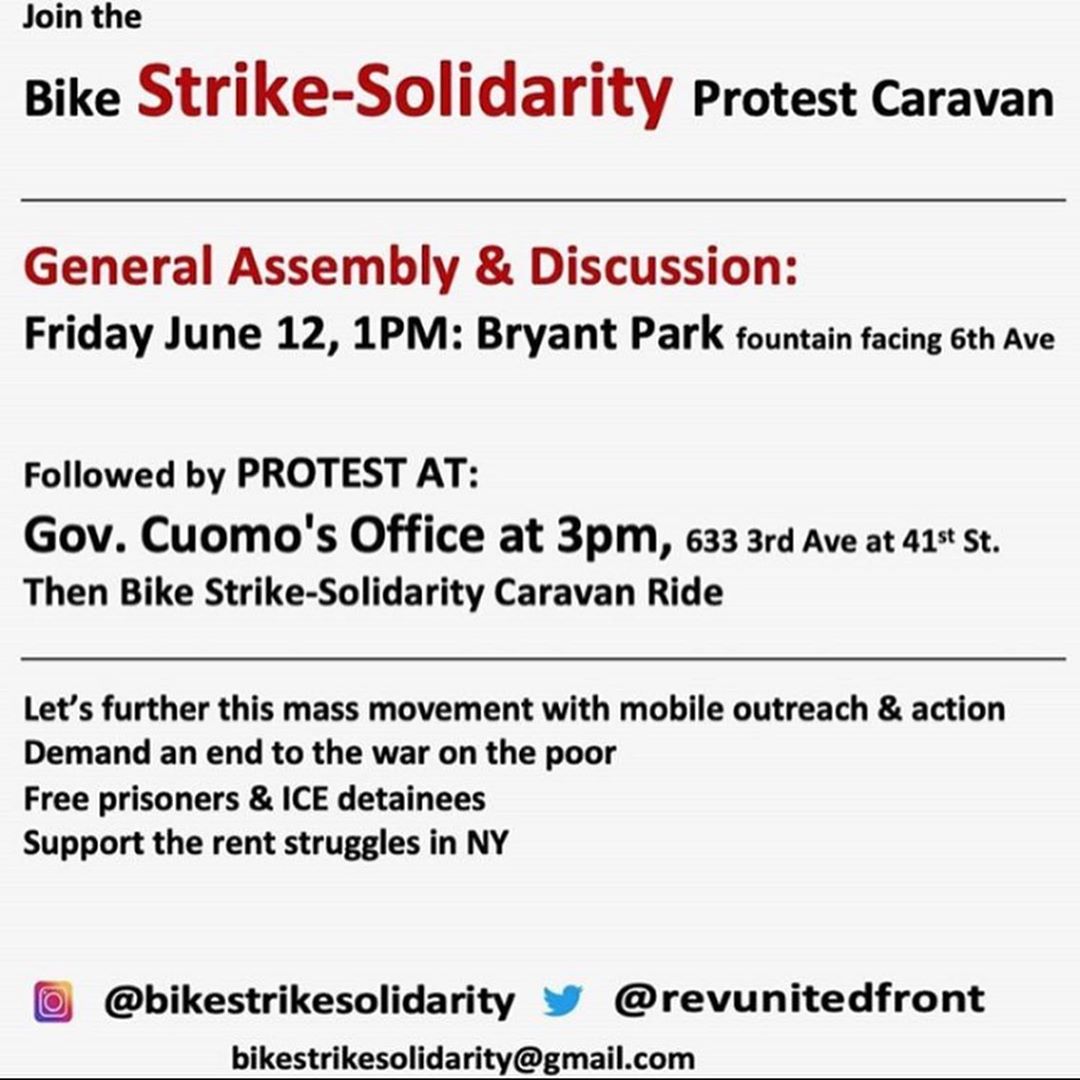 Join the
Bike Strike-Solidarity Protest Caravan
General Assembly & Discussion:
Friday June 12, 1PM: Bryant Park fountain facing 6th Ave
Followed by PROTEST AT:
Gov. Cuomo's Office at 3pm, 633 3rd Ave at 41st St.
Then Bike Strike-Solidarity Caravan Ride
Let’s further this mass movement with mobile outreach & action
Demand an end to the war on the poor
Free prisoners & ICE detainees
Support the rent struggles in NY
@bikestrikesolidarity @revunitedfront
bikestrikesolidarity@gmail.com